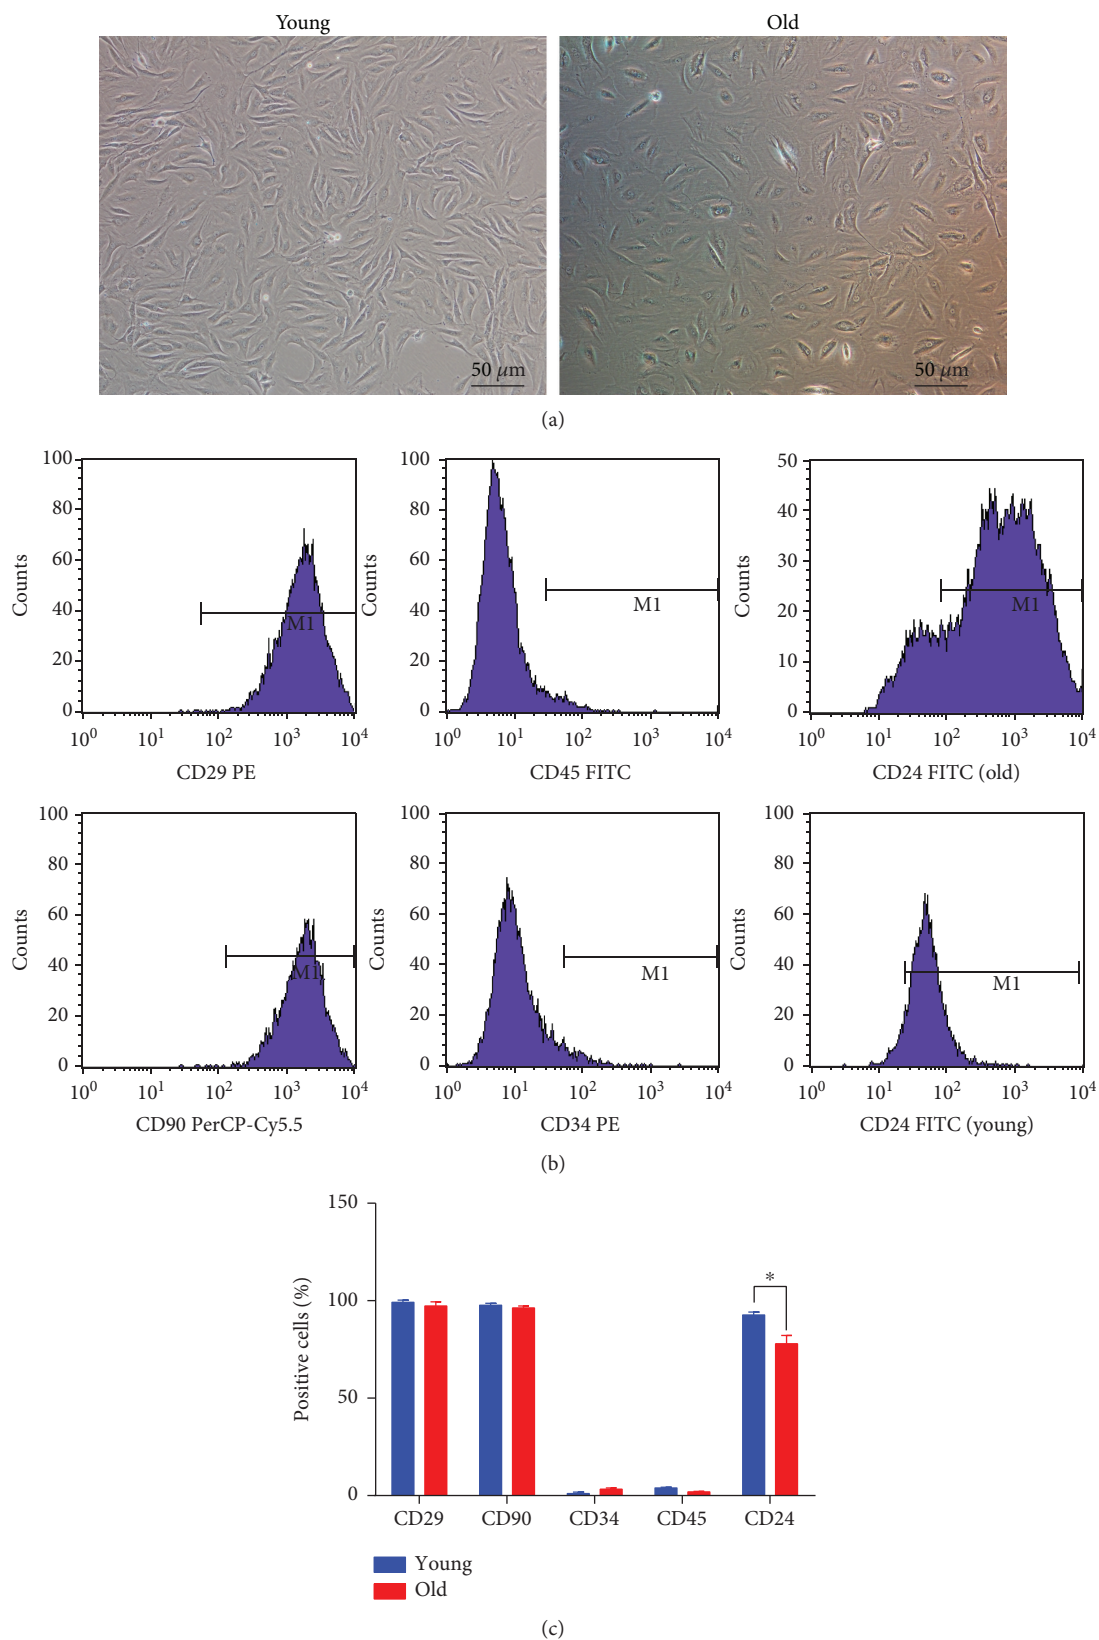 Young
Old
50 μm
50 μm
(a)
100
80
60
40
20
0
Counts
M1
10⁰ 10¹ 10² 10³ 10⁴
CD29 PE
100
80
60
40
20
0
Counts
M1
10⁰ 10¹ 10² 10³ 10⁴
CD45 FITC
50
40
30
20
10
0
Counts
M1
10⁰ 10¹ 10² 10³ 10⁴
CD24 FITC (old)
100
80
60
40
20
0
Counts
M1
10⁰ 10¹ 10² 10³ 10⁴
CD90 PerCP-Cy5.5
100
80
60
40
20
0
Counts
M1
10⁰ 10¹ 10² 10³ 10⁴
CD34 PE
100
80
60
40
20
0
Counts
M1
10⁰ 10¹ 10² 10³ 10⁴
CD24 FITC (young)
(b)
150
100
50
0
Positive cells (%)
*
CD29 CD90 CD34 CD45 CD24
Young
Old
(c)